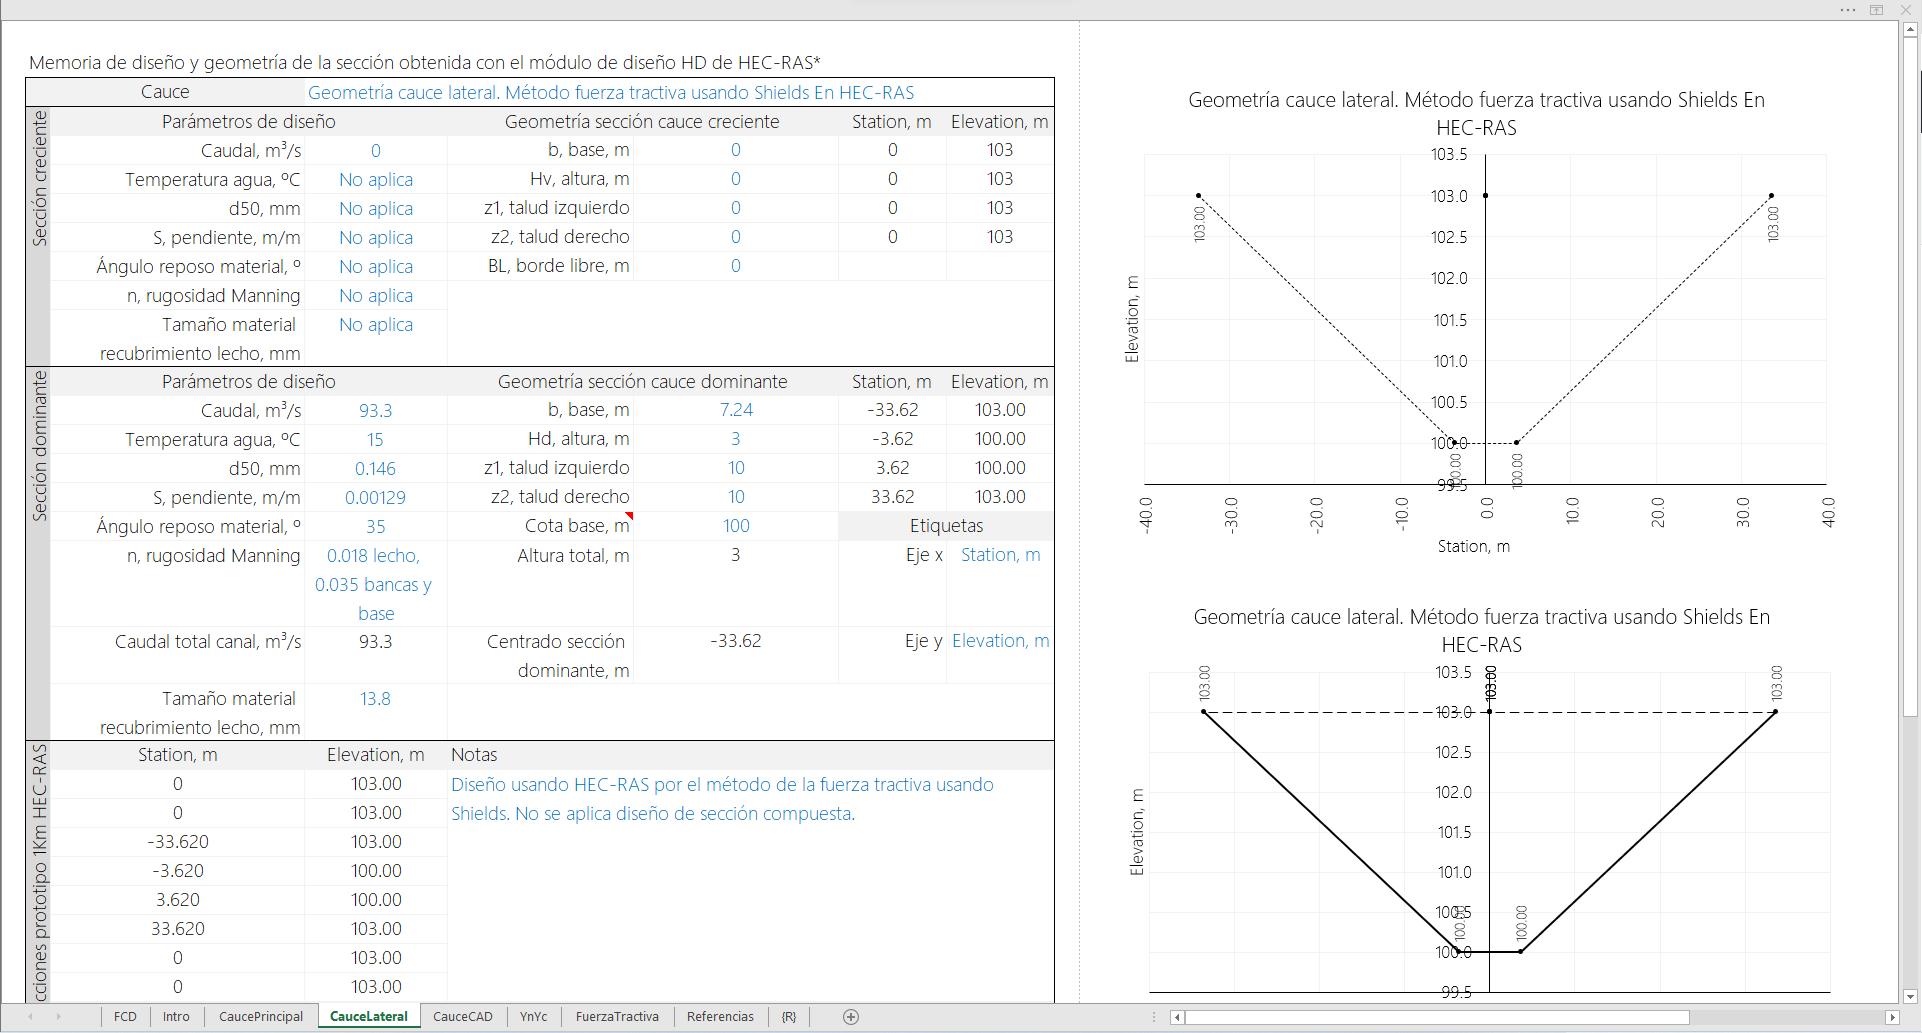 Memoria de diseño y geometría de la sección obtenida con el módulo de diseño HD de HEC-RAS*
Cauce Geometría cauce lateral. Método fuerza tractiva usando Shields En HEC-RAS
Sección creciente
Parámetros de diseño Geometría sección cauce creciente Station, m Elevation, m
Caudal, m³/s 0 b, base, m 0 0 103
Temperatura agua, ºC No aplica Hv, altura, m 0 0 103
d50, mm No aplica z1, talud izquierdo 0 0 103
S, pendiente, m/m No aplica z2, talud derecho 0 0 103
Ángulo reposo material, º No aplica BL, borde libre, m 0
n, rugosidad Manning No aplica
Tamaño material No aplica
recubrimiento lecho, mm
Sección dominante
Parámetros de diseño Geometría sección cauce dominante Station, m Elevation, m
Caudal, m³/s 93.3 b, base, m 7.24 -33.62 103.00
Temperatura agua, ºC 15 Hd, altura, m 3 -3.62 100.00
d50, mm 0.146 z1, talud izquierdo 10 3.62 100.00
S, pendiente, m/m 0.00129 z2, talud derecho 10 33.62 103.00
Ángulo reposo material, º 35 Cota base, m 100 Etiquetas
n, rugosidad Manning 0.018 lecho, Altura total, m 3 Eje x Station, m
0.035 bancas y
base
Caudal total canal, m³/s 93.3 Centrado sección -33.62 Eje y Elevation, m
dominante, m
Tamaño material 13.8
recubrimiento lecho, mm
cciones prototipo 1Km HEC-RAS
Station, m Elevation, m Notas
0 103.00 Diseño usando HEC-RAS por el método de la fuerza tractiva usando
0 103.00 Shields. No se aplica diseño de sección compuesta.
-33.620 103.00
-3.620 100.00
3.620 100.00
33.620 103.00
0 103.00
0 103.00
Geometría cauce lateral. Método fuerza tractiva usando Shields En
HEC-RAS
103.5
103.0
102.5
102.0
101.5
101.0
100.5
100.0
99.5
103.00
100.00
100.00
103.00
Elevation, m
-40.0 -30.0 -20.0 -10.0 0.0 10.0 20.0 30.0 40.0
Station, m
Geometría cauce lateral. Método fuerza tractiva usando Shields En
HEC-RAS
103.5
103.0
102.5
102.0
101.5
101.0
100.5
100.0
99.5
103.00
103.00
103.00
100.00
100.00
Elevation, m
FCD Intro CaucePrincipal CauceLateral CauceCAD YnYc FuerzaTractiva Referencias {R}